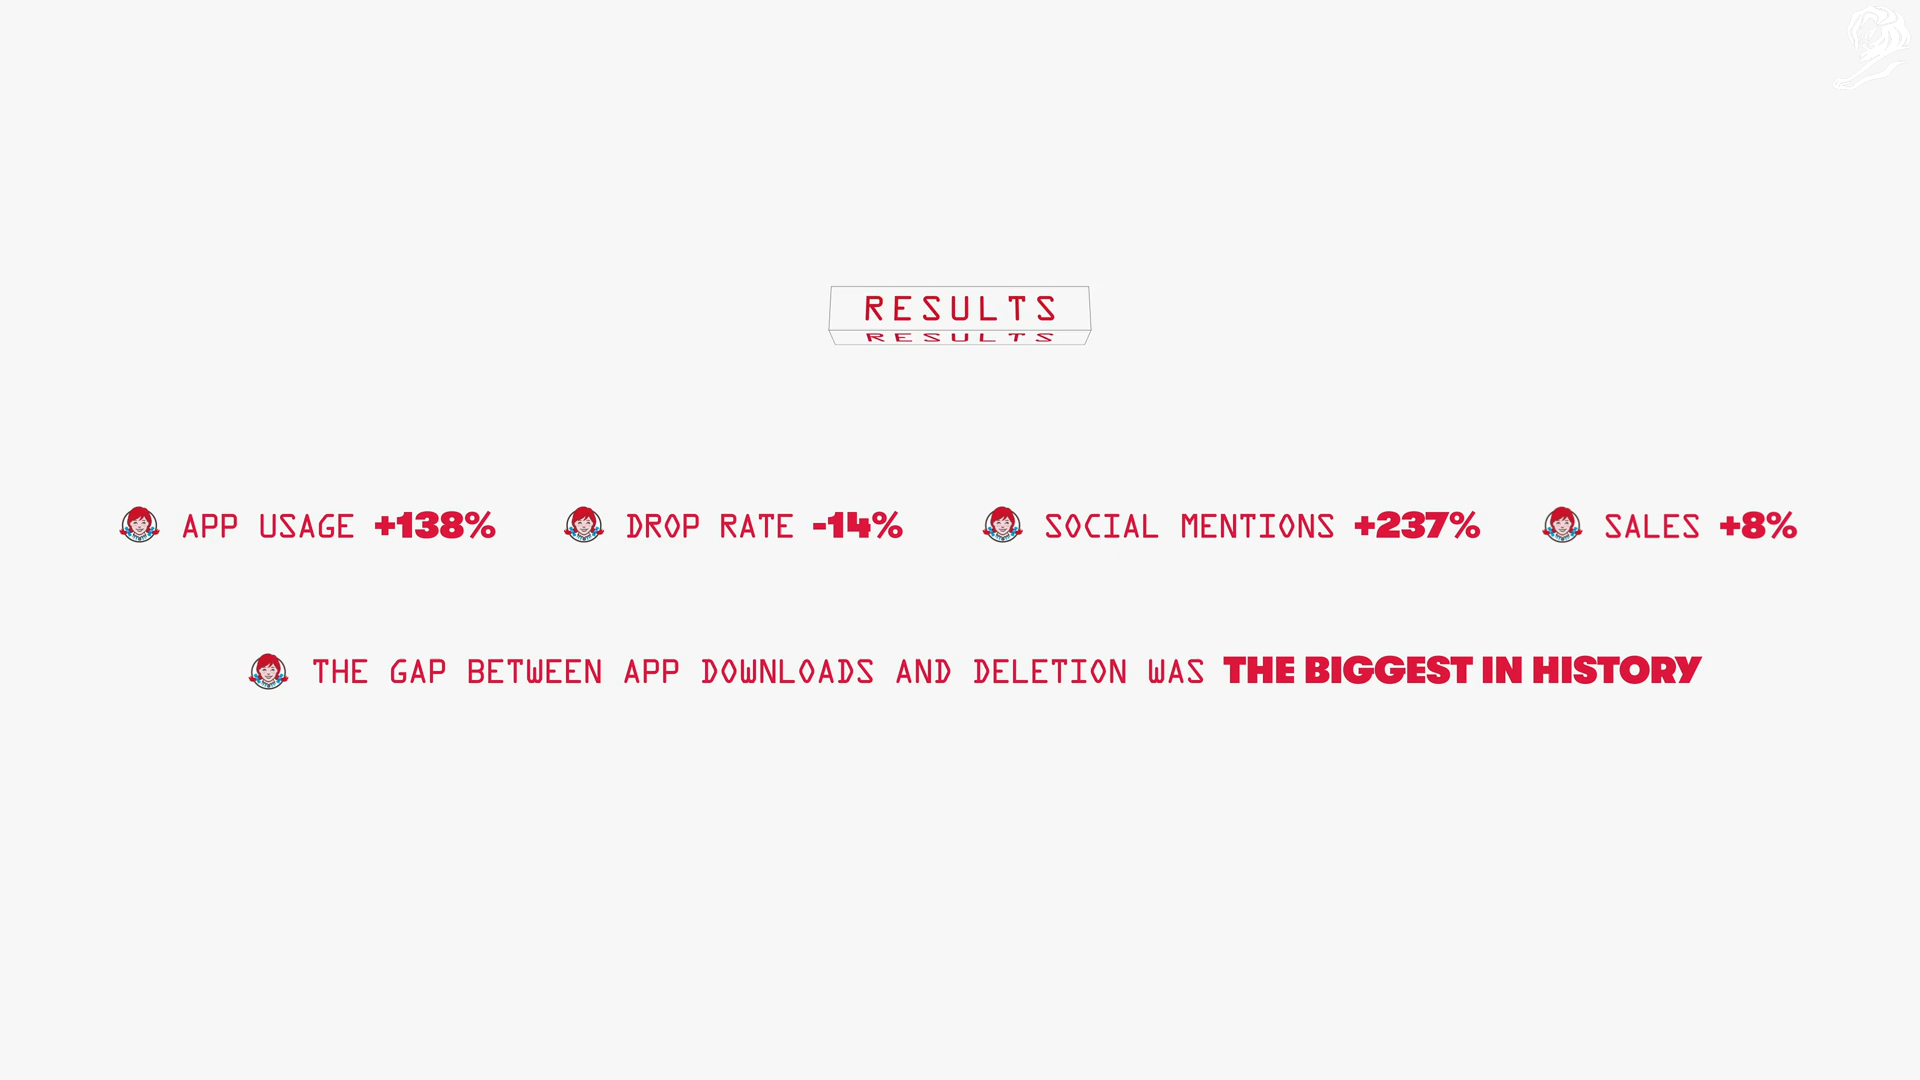 RESULTS
RESULTS
APP USAGE +138% DROP RATE -14% SOCIAL MENTIONS +237% SALES +8%
THE GAP BETWEEN APP DOWNLOADS AND DELETION WAS THE BIGGEST IN HISTORY